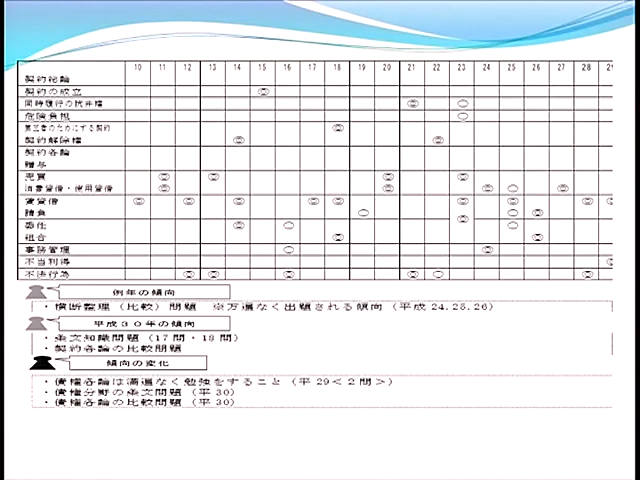 10 11 12 13 14 15 16 17 18 19 20 21 22 23 24 25 26 27 28
契約総論
契約の成立 ◎
同時履行の抗弁権 ◎ ○
危険負担 ○
第三者のためにする契約 ◎
契約解除権 ◎ ◎
契約各論
贈与
売買 ◎ ◎ ◎ ◎
消費貸借・使用貸借 ◎ ◎ ◎ ○ ◎
賃貸借 ◎ ◎ ◎ ◎ ◎ ◎ ◎ ◎ ◎
請負 ○ ○ ◎
委任 ◎ ○ ◎ ○
組合 ◎ ◎
事務管理 ○ ◎
不当利得
不法行為 ◎ ◎ ◎ ◎ ○ ◎
例年の傾向
・横断整理（比較）問題 ※万遍なく出題される傾向（平成24.25.26）
平成３０年の傾向
・条文知識問題（17問・18問）
・契約各論の比較問題
傾向の変化
・債権各論は満遍なく勉強をすること（平29＜２問＞）
・債権分野の条文問題（平30）
・債権各論の比較問題（平30）